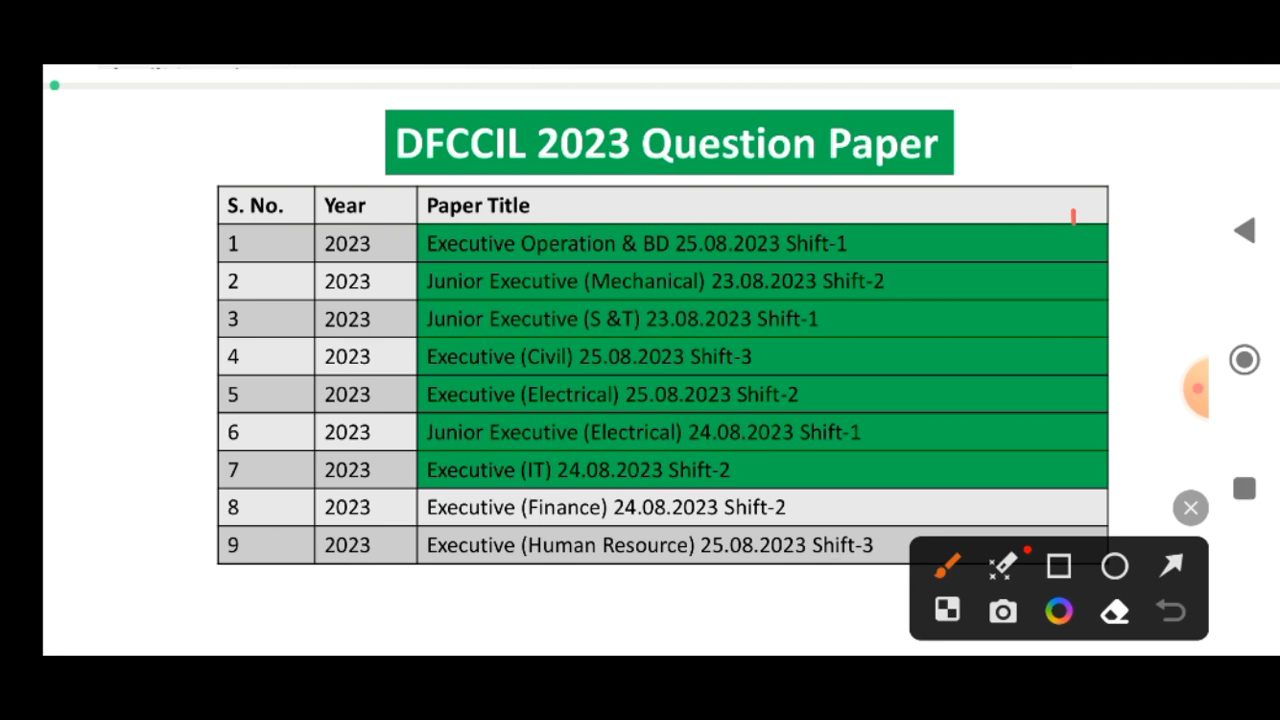 DFCCIL 2023 Question Paper
S. No. Year Paper Title
1 2023 Executive Operation & BD 25.08.2023 Shift-1
2 2023 Junior Executive (Mechanical) 23.08.2023 Shift-2
3 2023 Junior Executive (S &T) 23.08.2023 Shift-1
4 2023 Executive (Civil) 25.08.2023 Shift-3
5 2023 Executive (Electrical) 25.08.2023 Shift-2
6 2023 Junior Executive (Electrical) 24.08.2023 Shift-1
7 2023 Executive (IT) 24.08.2023 Shift-2
8 2023 Executive (Finance) 24.08.2023 Shift-2
9 2023 Executive (Human Resource) 25.08.2023 Shift-3